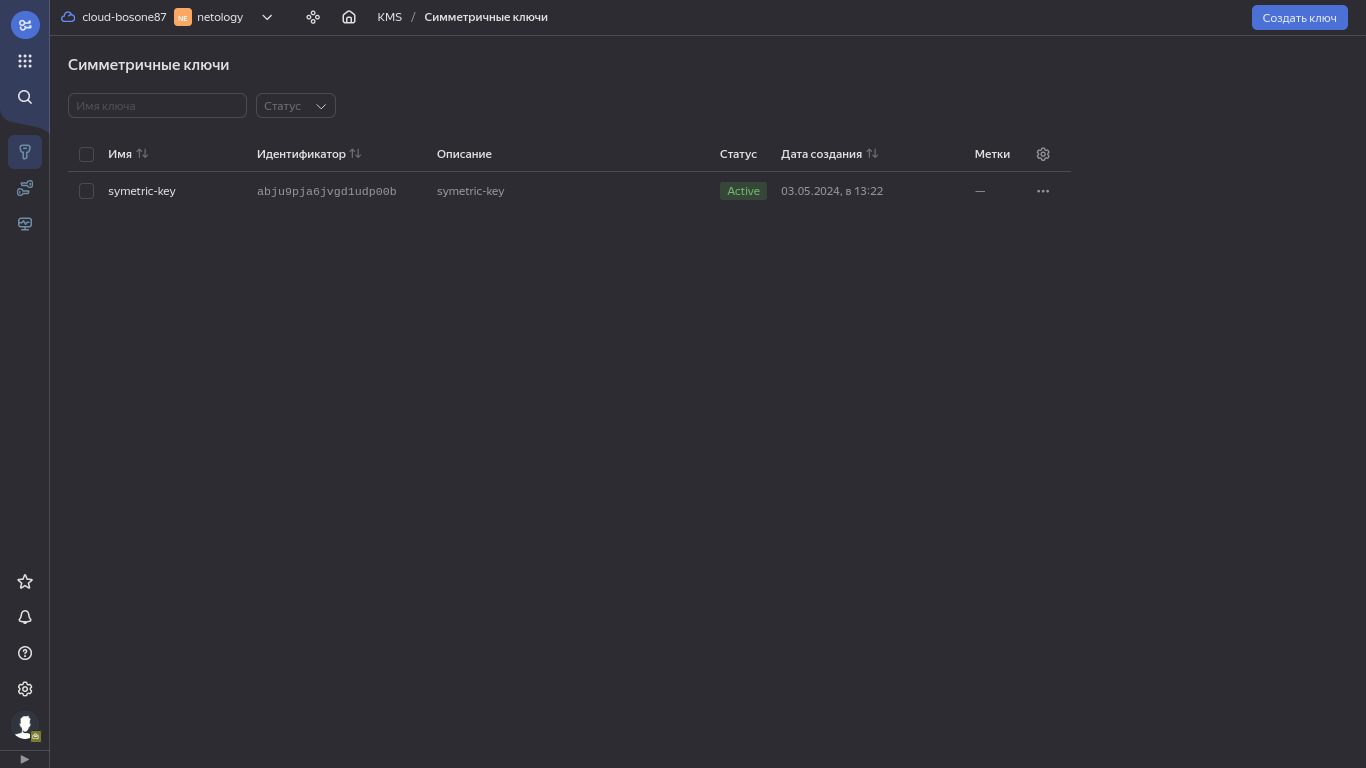 cloud-bosone87 NE netology KMS / Симметричные ключи Создать ключ
Симметричные ключи
Имя ключа Статус
Имя Идентификатор Описание Статус Дата создания Метки
symetric-key abju9pja6jvgd1udp00b symetric-key Active 03.05.2024, в 13:22 —